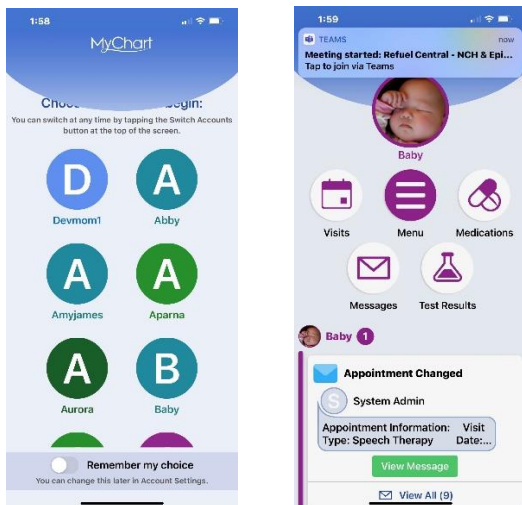 1:58
MyChart
Choo egin:
You can switch at any time by tapping the Switch Accounts
button at the top of the screen.
D
Devmom1
A
Abby
A
Amyjames
A
Aparna
A
Aurora
B
Baby
Remember my choice
You can change this later in Account Settings.
1:59
TEAMS
now
Meeting started: Refuel Central - NCH & Epi...
Tap to join via Teams
Baby
Visits
Menu
Medications
Messages
Test Results
Baby 1
Appointment Changed
S
System Admin
Appointment Information: Visit
Type: Speech Therapy Date:...
View Message
View All (9)